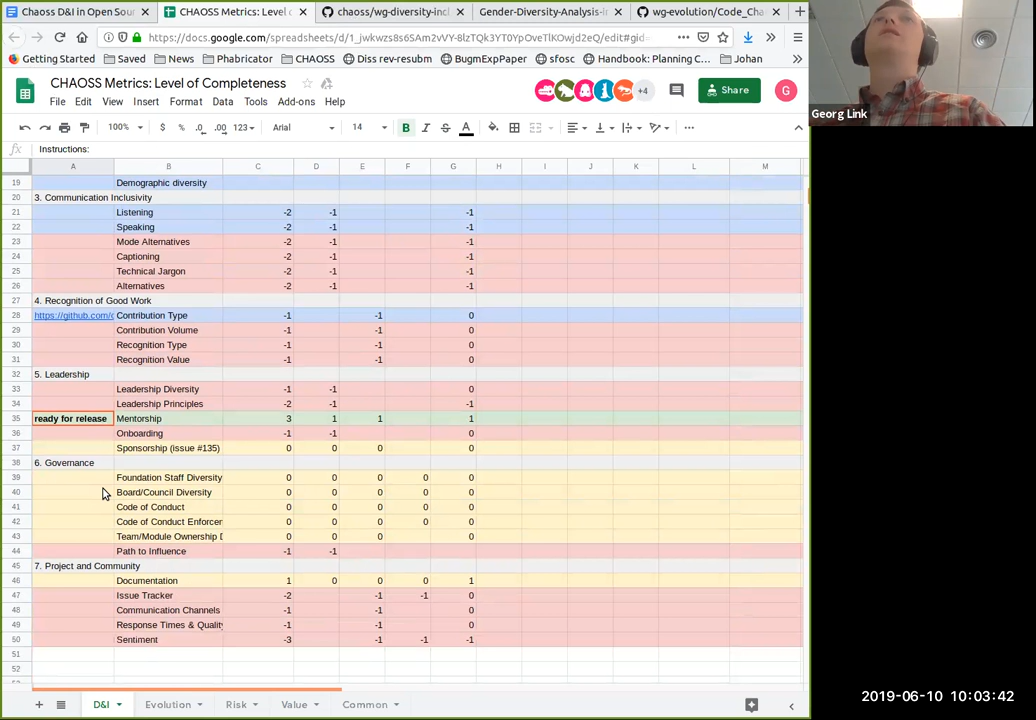 Chaoss D&I in Open Sour
CHAOSS Metrics: Level o
chaoss/wg-diversity-inc
Gender-Diversity-Analysis-
wg-evolution/Code_Cha
https://docs.google.com/spreadsheets/d/1_jwkwzs8s6SAm2vVY-8lzTQk3YT0YpOveTlKOwjd2eQ/edit#gid=
Getting Started
Saved
News
Phabricator
CHAOSS
Diss rev-resubm
BugmExpPaper
sfosc
Handbook: Planning C…
Johan
CHAOSS Metrics: Level of Completeness
File Edit View Insert Format Data Tools Add-ons Help
+4
Share
G
100% $ % .0 .00 123 Arial 14 B I S A
fx Instructions:
A B C D E F G H I J K L M
19 Demographic diversity
20 3. Communication Inclusivity
21 Listening -2 -1 -1
22 Speaking -2 -1 -1
23 Mode Alternatives -2 -1 -1
24 Captioning -2 -1 -1
25 Technical Jargon -2 -1 -1
26 Alternatives -2 -1 -1
27 4. Recognition of Good Work
28 https://github.com/c Contribution Type -1 -1 0
29 Contribution Volume -1 -1 0
30 Recognition Type -1 -1 0
31 Recognition Value -1 -1 0
32 5. Leadership
33 Leadership Diversity -1 -1 0
34 Leadership Principles -2 -1 -1
35 ready for release Mentorship 3 1 1 1
36 Onboarding -1 -1 0
37 Sponsorship (issue #135) 0 0 0 0
38 6. Governance
39 Foundation Staff Diversity 0 0 0 0 0
40 Board/Council Diversity 0 0 0 0 0
41 Code of Conduct 0 0 0 0 0
42 Code of Conduct Enforcer 0 0 0 0 0
43 Team/Module Ownership D 0 0 0 0 0
44 Path to Influence -1 -1
45 7. Project and Community
46 Documentation 1 0 0 0 1
47 Issue Tracker -2 -1 -1 0
48 Communication Channels -1 -1 0
49 Response Times & Quality -1 -1 0
50 Sentiment -3 -1 -1 -1
51
52
D&I Evolution Risk Value Common
Georg Link
2019-06-10 10:03:42